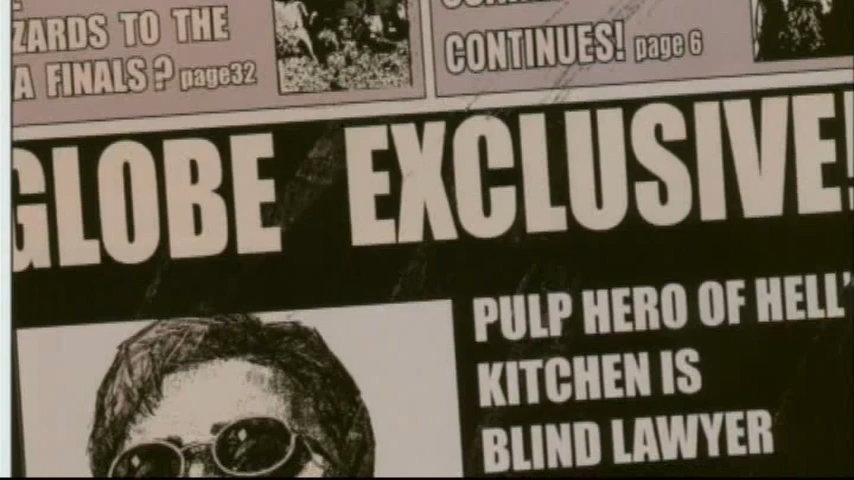 ZARDS TO THE
A FINALS? page32
CONTINUES! page 6
GLOBE EXCLUSIVE!
PULP HERO OF HELL'
KITCHEN IS
BLIND LAWYER